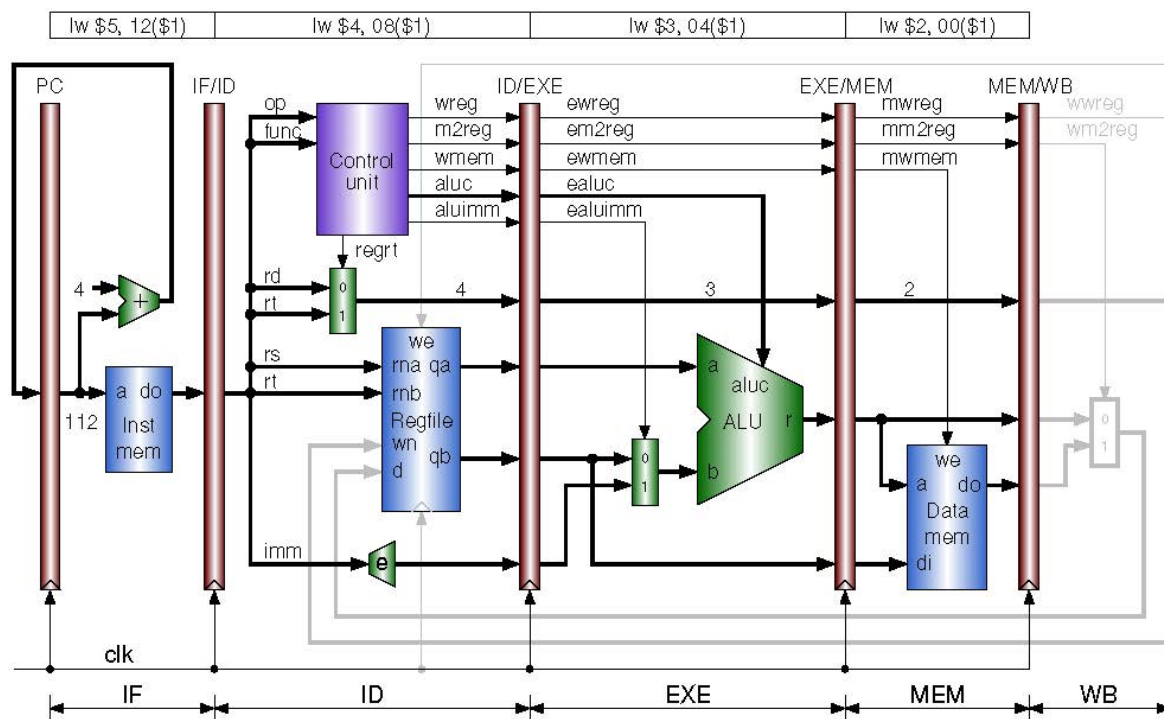 lw $5, 12($1) lw $4, 08($1) lw $3, 04($1) lw $2, 00($1)
PC IF/ID ID/EXE EXE/MEM MEM/WB
op wreg ewreg mwreg wwreg
func m2reg em2reg mm2reg wm2reg
Control unit
wmem ewmem mwmem
aluc ealuc
aluimm ealuimm
regrt
4 + rd 0 4 3 2
rt 1
we
rs rna qa a aluc
rt rnb
a do
112 Inst mem
Regfile ALU r
wn
d qb
0
1
b
0
1
we
a do
Data mem
di
imm e
clk
IF ID EXE MEM WB